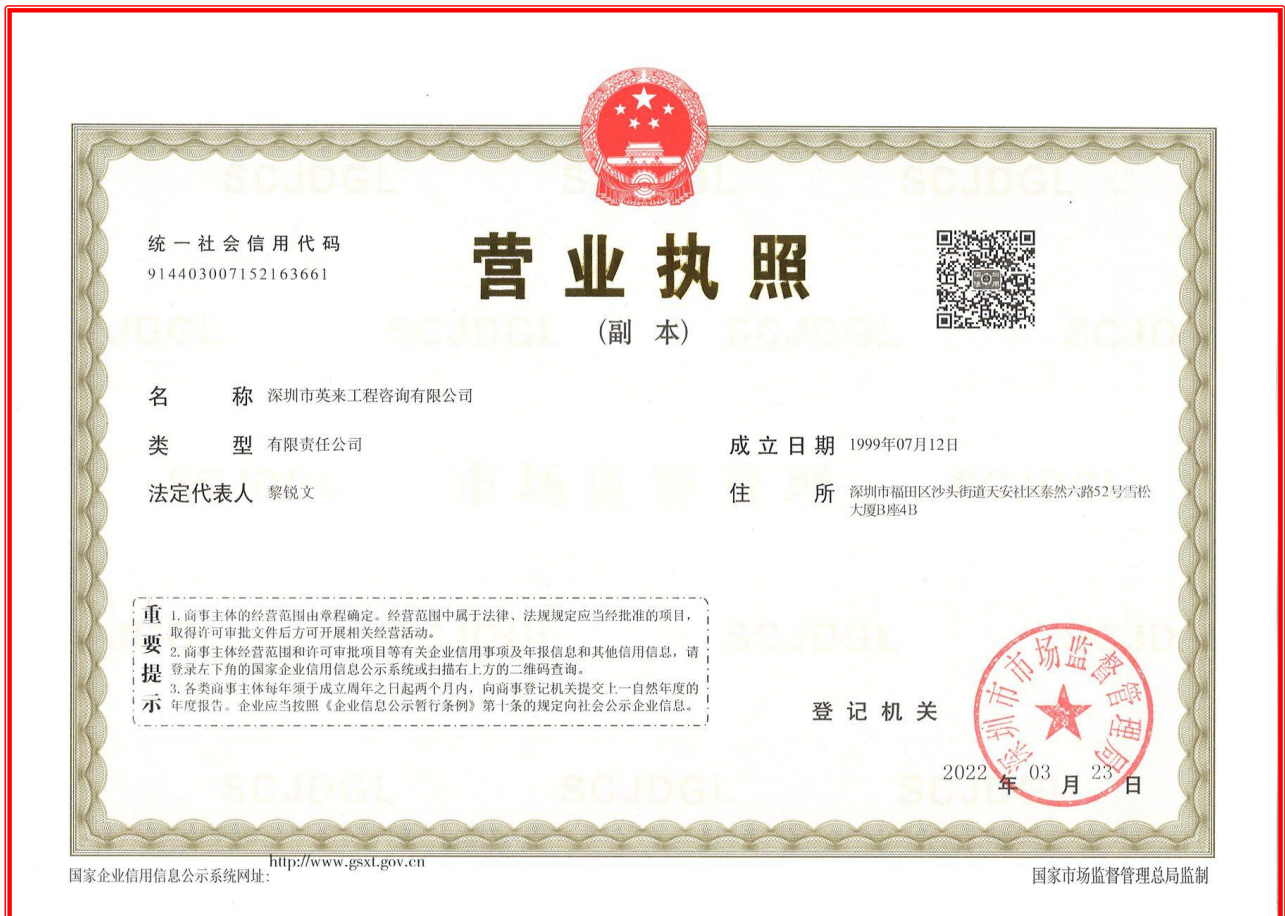 统一社会信用代码
914403007152163661
营业执照
(副 本)
名 称 深圳市英来工程咨询有限公司
类 型 有限责任公司
法定代表人 黎锐文
成立日期 1999年07月12日
住 所 深圳市福田区沙头街道天安社区泰然六路52号雪松
大厦B座4B
重要提示
1. 商事主体的经营范围由章程确定。经营范围中属于法律、法规规定应当经批准的项目，
取得许可审批文件后方可开展相关经营活动。
2. 商事主体经营范围和许可审批项目等有关企业信用事项及年报信息和其他信用信息，请
登录左下角的国家企业信用信息公示系统或扫描右上方的二维码查询。
3. 各类商事主体每年须于成立周年之日起两个月内，向商事登记机关提交上一自然年度的
年度报告。企业应当按照《企业信息公示暂行条例》第十条的规定向社会公示企业信息。
登记机关
深圳市市场监督管理局
2022 年 03 月 23 日
国家企业信用信息公示系统网址: http://www.gsxt.gov.cn
国家市场监督管理总局监制
SCJDGL
市场监督管理